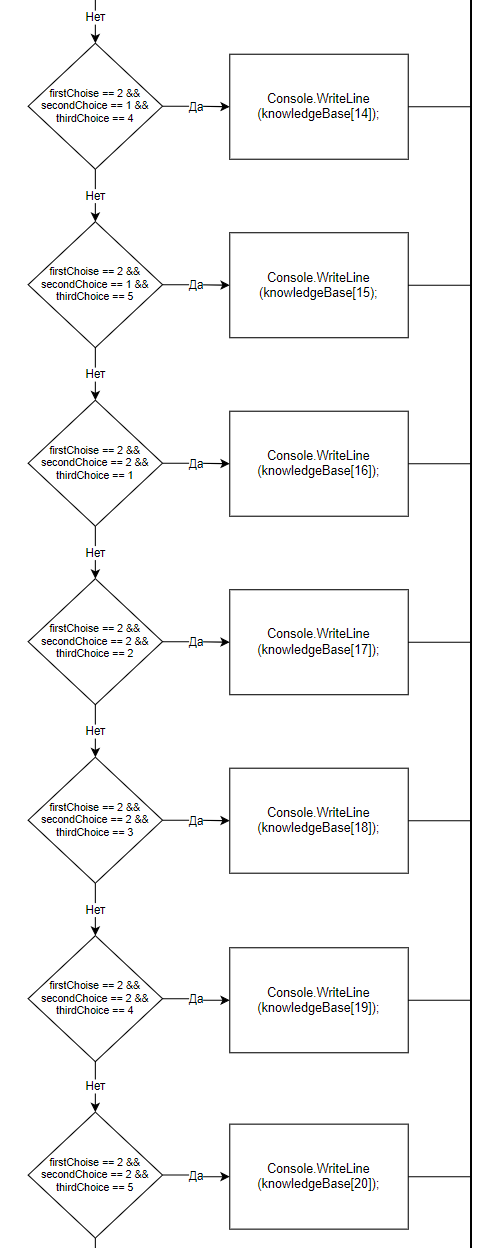 Нет
firstChoise == 2 &&
secondChoice == 1 &&
thirdChoice == 4
Да
Console.WriteLine
(knowledgeBase[14]);
Нет
firstChoise == 2 &&
secondChoice == 1 &&
thirdChoice == 5
Да
Console.WriteLine
(knowledgeBase[15);
Нет
firstChoise == 2 &&
secondChoice == 2 &&
thirdChoice == 1
Да
Console.WriteLine
(knowledgeBase[16]);
Нет
firstChoise == 2 &&
secondChoice == 2 &&
thirdChoice == 2
Да
Console.WriteLine
(knowledgeBase[17]);
Нет
firstChoise == 2 &&
secondChoice == 2 &&
thirdChoice == 3
Да
Console.WriteLine
(knowledgeBase[18]);
Нет
firstChoise == 2 &&
secondChoice == 2 &&
thirdChoice == 4
Да
Console.WriteLine
(knowledgeBase[19]);
Нет
firstChoise == 2 &&
secondChoice == 2 &&
thirdChoice == 5
Да
Console.WriteLine
(knowledgeBase[20]);